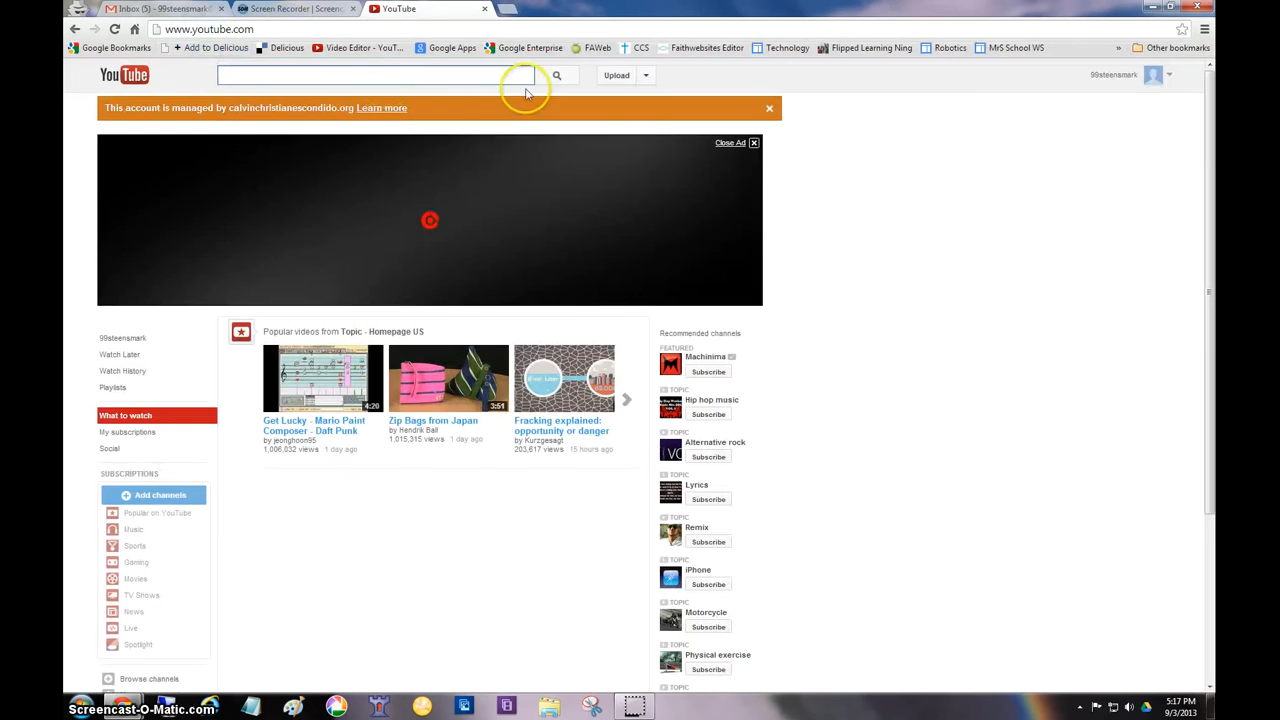 Inbox (5) - 99steensmark
Screen Recorder | Screenc
YouTube
www.youtube.com
Google Bookmarks
Add to Delicious
Delicious
Video Editor - YouT...
Google Apps
Google Enterprise
FAWeb
CCS
Faithwebsites Editor
Technology
Flipped Learning Ning
Robotics
MrS School WS
»
Other bookmarks
YouTube
Upload
99steensmark
This account is managed by calvinchristianescondido.org Learn more
Close Ad
99steensmark
Watch Later
Watch History
Playlists
What to watch
My subscriptions
Social
SUBSCRIPTIONS
Add channels
Popular on YouTube
Music
Sports
Gaming
Movies
TV Shows
News
Live
Spotlight
Browse channels
Popular videos from Topic - Homepage US
4:20
Get Lucky - Mario Paint
Composer - Daft Punk
by jeonghoon95
1,006,032 views 1 day ago
3:51
Zip Bags from Japan
by Hendrik Ball
1,015,315 views 1 day ago
Fracking explained:
opportunity or danger
by Kurzgesagt
203,617 views 15 hours ago
Recommended channels
FEATURED
Machinima
Subscribe
TOPIC
Hip hop music
Subscribe
TOPIC
Alternative rock
Subscribe
TOPIC
Lyrics
Subscribe
TOPIC
Remix
Subscribe
TOPIC
iPhone
Subscribe
TOPIC
Motorcycle
Subscribe
TOPIC
Physical exercise
Subscribe
TOPIC
Screencast-O-Matic.com
5:17 PM
9/3/2013